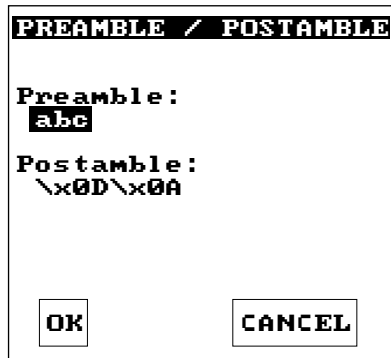 PREAMBLE / POSTAMBLE
Preamble:
abc
Postamble:
\x0D\x0A
OK
CANCEL